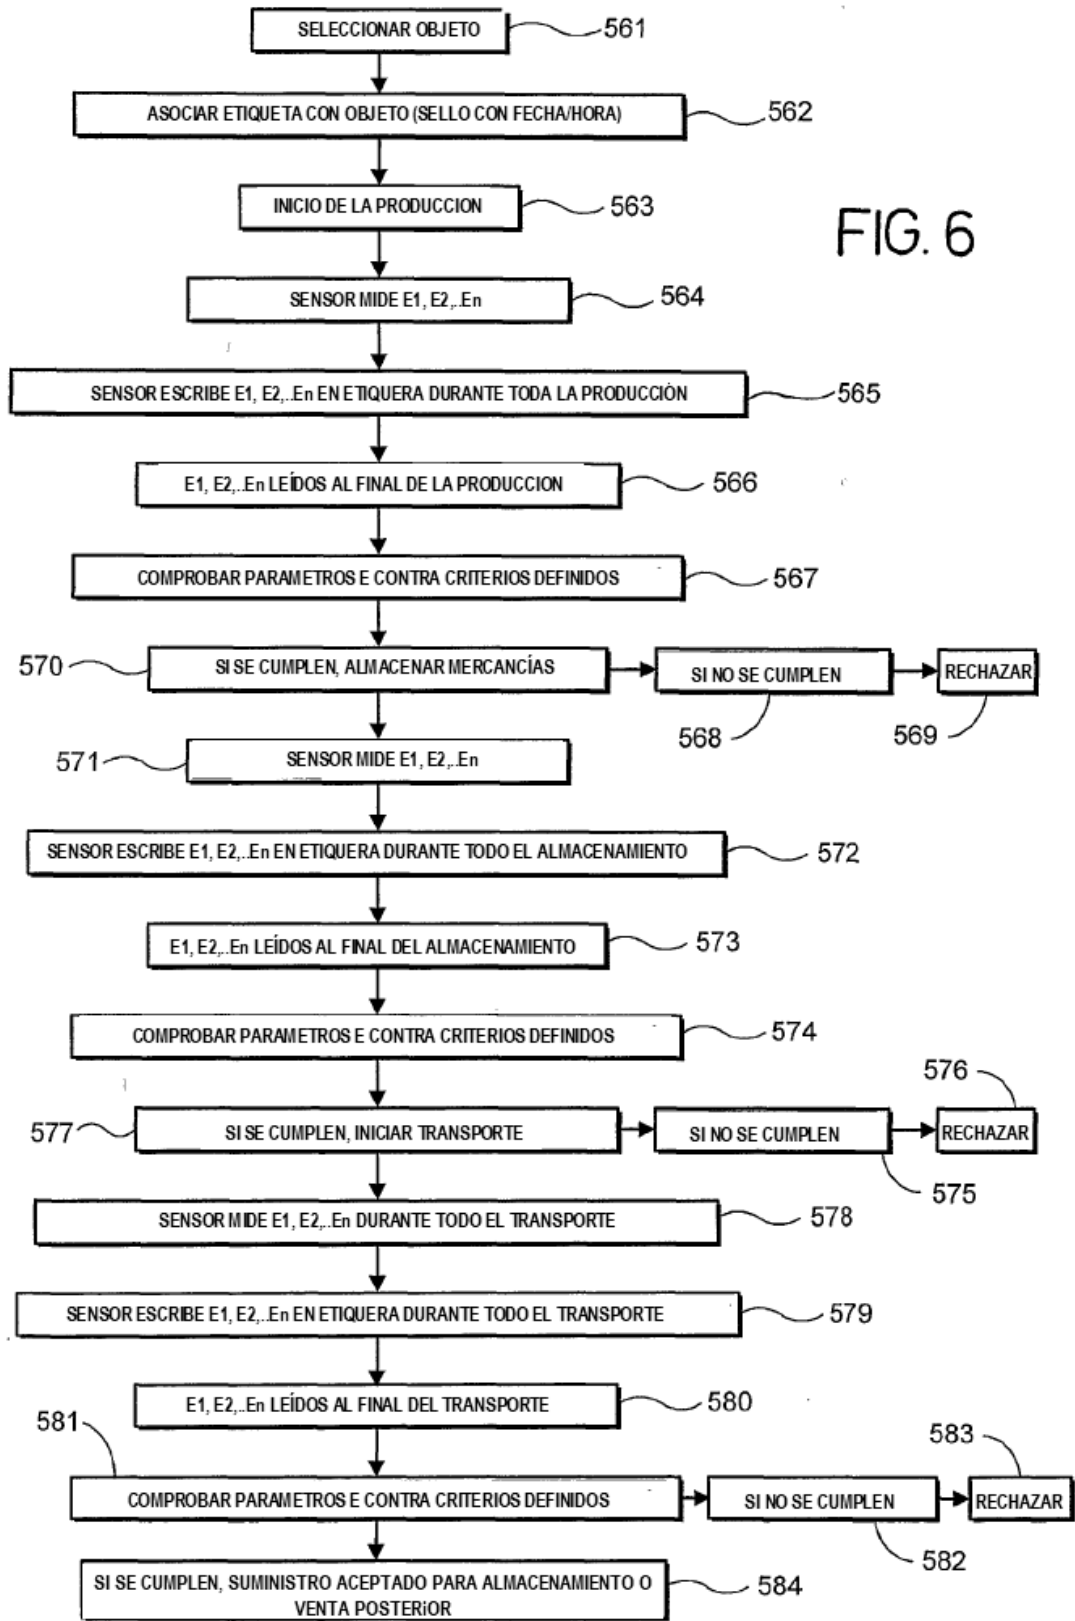 SELECCIONAR OBJETO
561
ASOCIAR ETIQUETA CON OBJETO (SELLO CON FECHA/HORA)
562
INICIO DE LA PRODUCCION
563
FIG. 6
SENSOR MIDE E1, E2,..En
564
SENSOR ESCRIBE E1, E2,..En EN ETIQUERA DURANTE TODA LA PRODUCCIÓN
565
E1, E2,..En LEÍDOS AL FINAL DE LA PRODUCCION
566
COMPROBAR PARAMETROS E CONTRA CRITERIOS DEFINIDOS
567
570
SI SE CUMPLEN, ALMACENAR MERCANCÍAS
SI NO SE CUMPLEN
RECHAZAR
568
569
571
SENSOR MIDE E1, E2,..En
SENSOR ESCRIBE E1, E2,..En EN ETIQUERA DURANTE TODO EL ALMACENAMIENTO
572
E1, E2,..En LEÍDOS AL FINAL DEL ALMACENAMIENTO
573
COMPROBAR PARAMETROS E CONTRA CRITERIOS DEFINIDOS
574
576
577
SI SE CUMPLEN, INICIAR TRANSPORTE
SI NO SE CUMPLEN
RECHAZAR
575
SENSOR MIDE E1, E2,..En DURANTE TODO EL TRANSPORTE
578
SENSOR ESCRIBE E1, E2,..En EN ETIQUERA DURANTE TODO EL TRANSPORTE
579
E1, E2,..En LEÍDOS AL FINAL DEL TRANSPORTE
580
581
583
COMPROBAR PARAMETROS E CONTRA CRITERIOS DEFINIDOS
SI NO SE CUMPLEN
RECHAZAR
582
SI SE CUMPLEN, SUMINISTRO ACEPTADO PARA ALMACENAMIENTO O
VENTA POSTERiOR
584